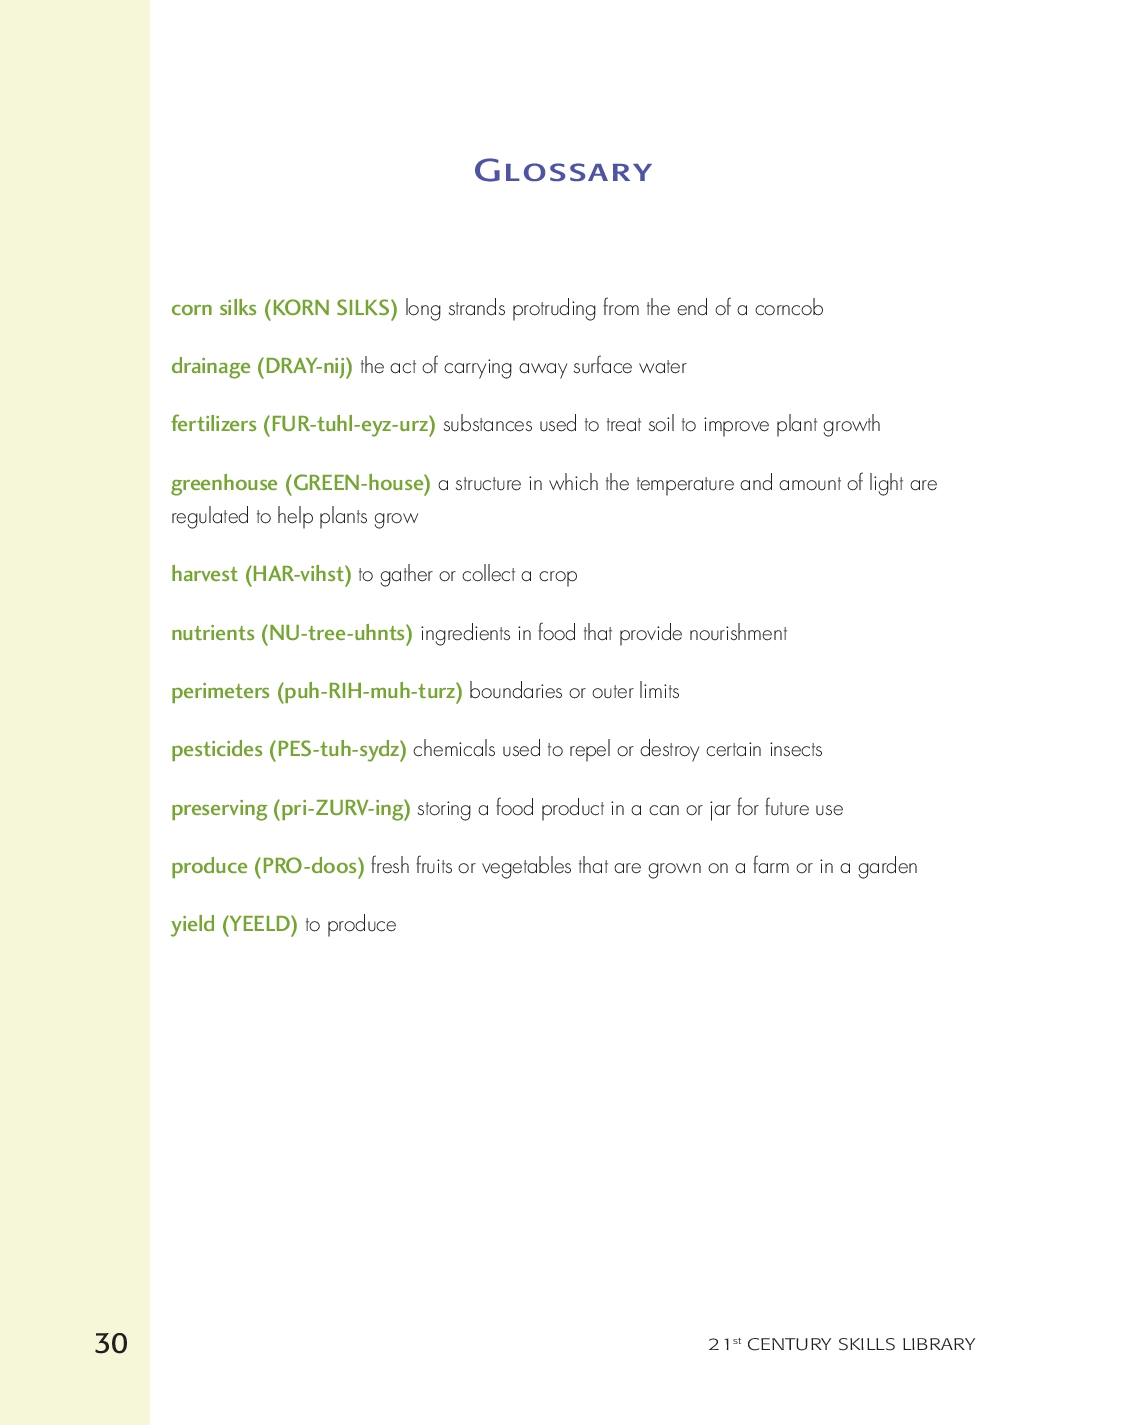 GLOSSARY
corn silks (KORN SILKS) long strands protruding from the end of a corncob
drainage (DRAY-nij) the act of carrying away surface water
fertilizers (FUR-tuhl-eyz-urz) substances used to treat soil to improve plant growth
greenhouse (GREEN-house) a structure in which the temperature and amount of light are
regulated to help plants grow
harvest (HAR-vihst) to gather or collect a crop
nutrients (NU-tree-uhnts) ingredients in food that provide nourishment
perimeters (puh-RIH-muh-turz) boundaries or outer limits
pesticides (PES-tuh-sydz) chemicals used to repel or destroy certain insects
preserving (pri-ZURV-ing) storing a food product in a can or jar for future use
produce (PRO-doos) fresh fruits or vegetables that are grown on a farm or in a garden
yield (YEELD) to produce
30
21st CENTURY SKILLS LIBRARY